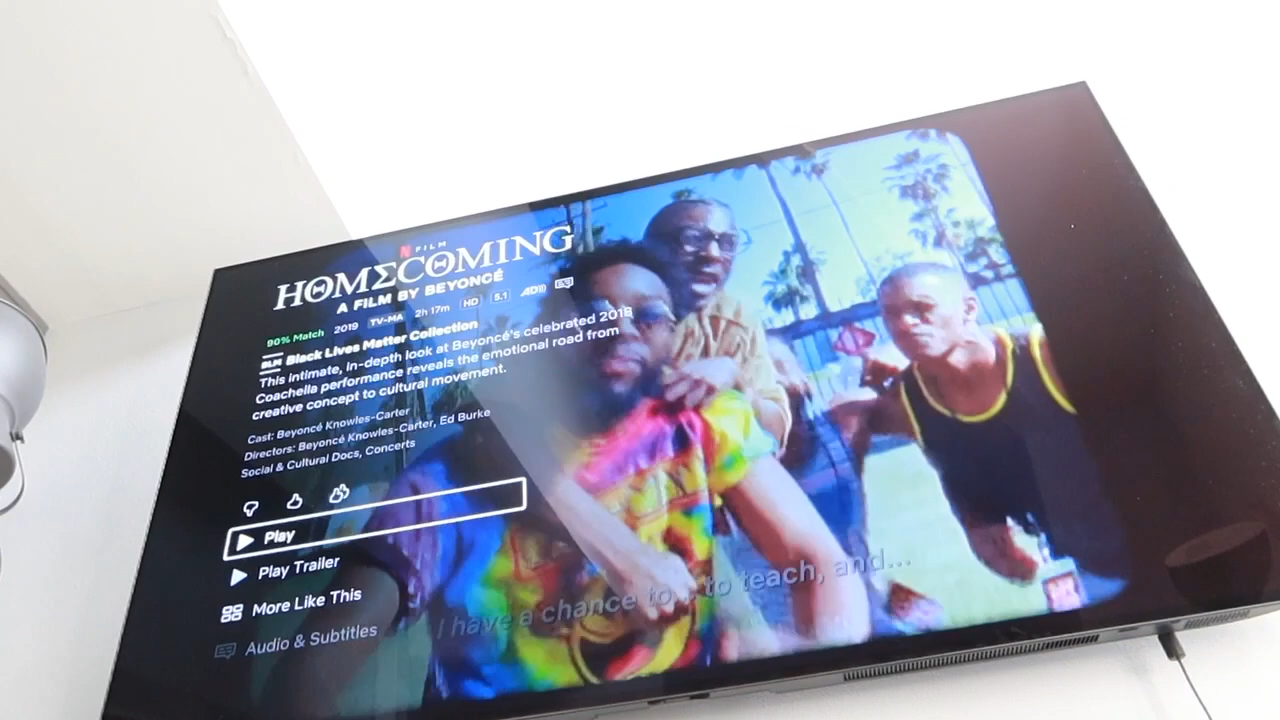 N FILM
HOMΣCΘMING
A FILM BY BEYONCÉ
90% Match 2019 TV-MA 2h 17m HD 5.1 AD)))
BLM Black Lives Matter Collection
This intimate, in-depth look at Beyoncé's celebrated 2018
Coachella performance reveals the emotional road from
creative concept to cultural movement.
Cast: Beyoncé Knowles-Carter
Directors: Beyoncé Knowles-Carter, Ed Burke
Social & Cultural Docs, Concerts
Play
Play Trailer
More Like This
Audio & Subtitles
I have a chance to... to teach, and...